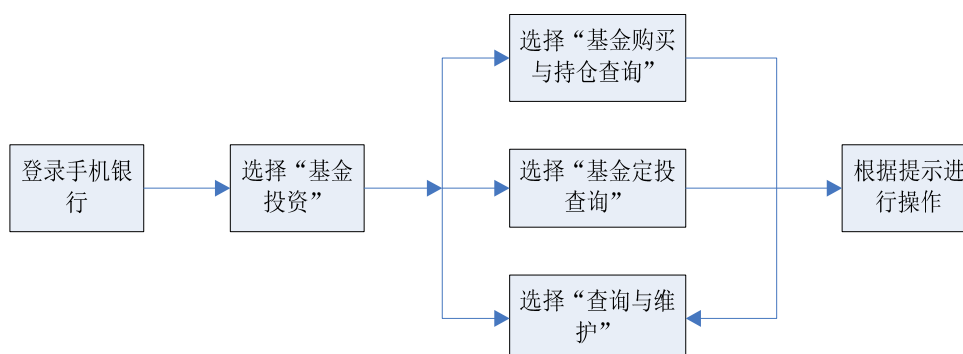 选择“基金购买
与持仓查询”
登录手机银
行
选择“基金
投资”
选择“基金定投
查询”
根据提示进
行操作
选择“查询与维
护”